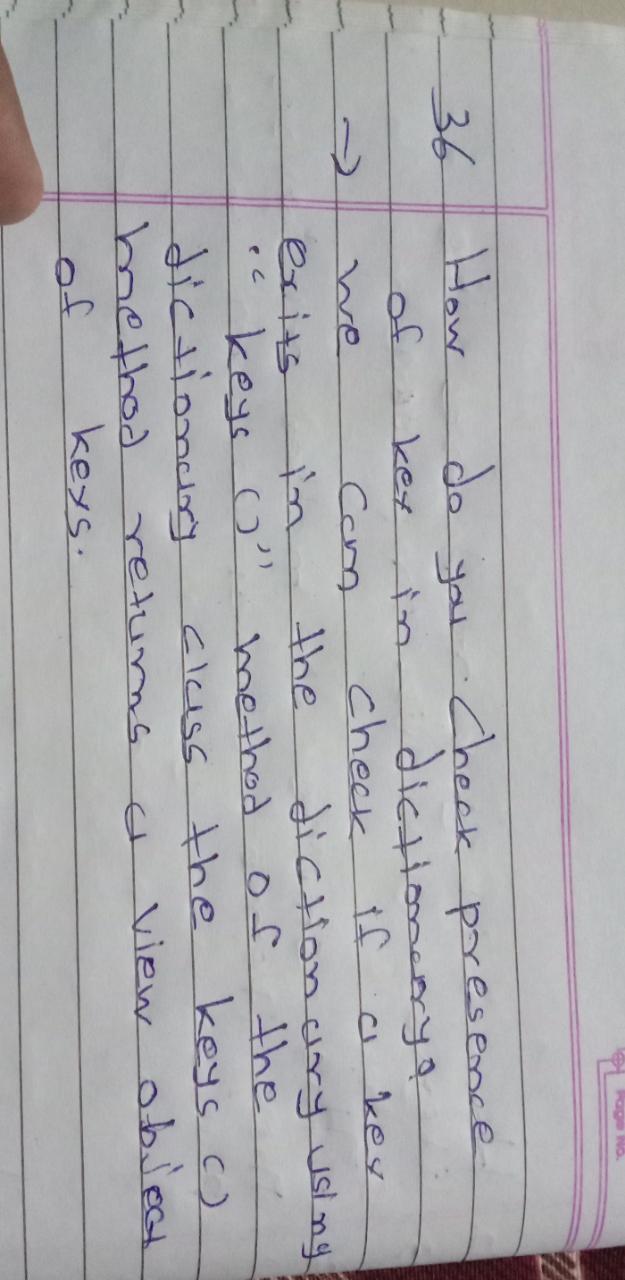 Page No.
36 How do you check presence
of key in dictionary?
→ we can check if a key
exits in the dictionary using
"keys ()" method of the
dictionary class the keys ()
method returns a view object
of keys.